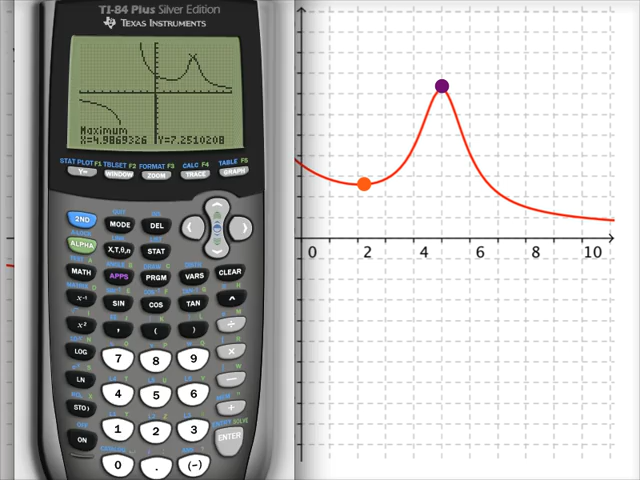 TI-84 Plus Silver Edition
TEXAS INSTRUMENTS
Maximum
X=4.9869326 Y=7.2510208
STAT PLOT F1 TBLSET F2 FORMAT F3 CALC F4 TABLE F5
Y= WINDOW ZOOM TRACE GRAPH
2ND MODE DEL
ALPHA X,T,θ,n STAT
MATH APPS PRGM VARS CLEAR
x⁻¹ SIN COS TAN ^
x² , ( ) ÷
LOG 7 8 9 ×
LN 4 5 6 −
STO⟩ 1 2 3 +
ON 0 . (−) ENTER
0 2 4 6 8 10